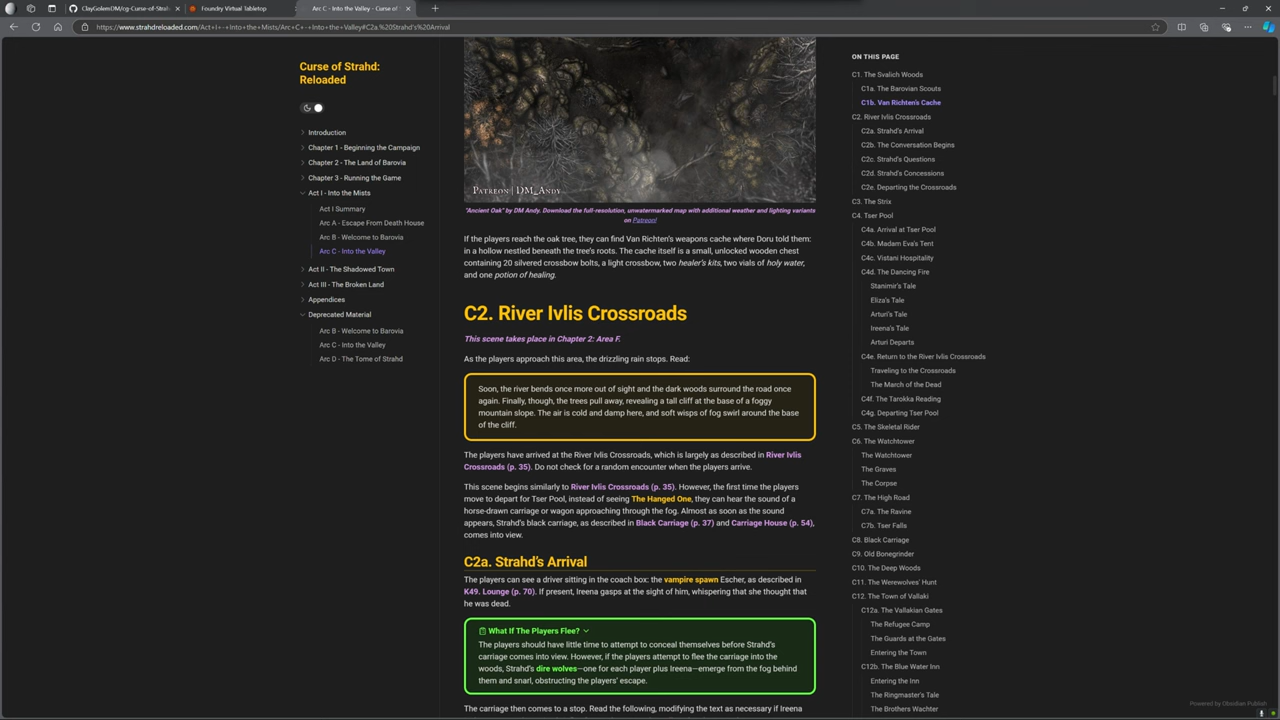 ClayGolemDM/cg-Curse-of-Strah
Foundry Virtual Tabletop
Arc C - Into the Valley - Curse of
https://www.strahdreloaded.com/Act+I+-+Into+the+Mists/Arc+C+-+Into+the+Valley#C2a.%20Strahd's%20Arrival
Curse of Strahd:
Reloaded
Introduction
Chapter 1 - Beginning the Campaign
Chapter 2 - The Land of Barovia
Chapter 3 - Running the Game
Act I - Into the Mists
Act I Summary
Arc A - Escape From Death House
Arc B - Welcome to Barovia
Arc C - Into the Valley
Act II - The Shadowed Town
Act III - The Broken Land
Appendices
Deprecated Material
Arc B - Welcome to Barovia
Arc C - Into the Valley
Arc D - The Tome of Strahd
PATREON | DM_ANDY
"Ancient Oak" by DM Andy. Download the full-resolution, unwatermarked map with additional weather and lighting variants
on Patreon!
If the players reach the oak tree, they can find Van Richten's weapons cache where Doru told them:
in a hollow nestled beneath the tree's roots. The cache itself is a small, unlocked wooden chest
containing 20 silvered crossbow bolts, a light crossbow, two healer's kits, two vials of holy water,
and one potion of healing.
C2. River Ivlis Crossroads
This scene takes place in Chapter 2: Area F.
As the players approach this area, the drizzling rain stops. Read:
Soon, the river bends once more out of sight and the dark woods surround the road once
again. Finally, though, the trees pull away, revealing a tall cliff at the base of a foggy
mountain slope. The air is cold and damp here, and soft wisps of fog swirl around the base
of the cliff.
The players have arrived at the River Ivlis Crossroads, which is largely as described in River Ivlis
Crossroads (p. 35). Do not check for a random encounter when the players arrive.
This scene begins similarly to River Ivlis Crossroads (p. 35). However, the first time the players
move to depart for Tser Pool, instead of seeing The Hanged One, they can hear the sound of a
horse-drawn carriage or wagon approaching through the fog. Almost as soon as the sound
appears, Strahd's black carriage, as described in Black Carriage (p. 37) and Carriage House (p. 54),
comes into view.
C2a. Strahd's Arrival
The players can see a driver sitting in the coach box: the vampire spawn Escher, as described in
K49. Lounge (p. 70). If present, Ireena gasps at the sight of him, whispering that she thought that
he was dead.
What If The Players Flee?
The players should have little time to attempt to conceal themselves before Strahd's
carriage comes into view. However, if the players attempt to flee the carriage into the
woods, Strahd's dire wolves—one for each player plus Ireena—emerge from the fog behind
them and snarl, obstructing the players' escape.
The carriage then comes to a stop. Read the following, modifying the text as necessary if Ireena
ON THIS PAGE
C1. The Svalich Woods
C1a. The Barovian Scouts
C1b. Van Richten's Cache
C2. River Ivlis Crossroads
C2a. Strahd's Arrival
C2b. The Conversation Begins
C2c. Strahd's Questions
C2d. Strahd's Concessions
C2e. Departing the Crossroads
C3. The Strix
C4. Tser Pool
C4a. Arrival at Tser Pool
C4b. Madam Eva's Tent
C4c. Vistani Hospitality
C4d. The Dancing Fire
Stanimir's Tale
Eliza's Tale
Arturi's Tale
Ireena's Tale
Arturi Departs
C4e. Return to the River Ivlis Crossroads
Traveling to the Crossroads
The March of the Dead
C4f. The Tarokka Reading
C4g. Departing Tser Pool
C5. The Skeletal Rider
C6. The Watchtower
The Watchtower
The Graves
The Corpse
C7. The High Road
C7a. The Ravine
C7b. Tser Falls
C8. Black Carriage
C9. Old Bonegrinder
C10. The Deep Woods
C11. The Werewolves' Hunt
C12. The Town of Vallaki
C12a. The Vallakian Gates
The Refugee Camp
The Guards at the Gates
Entering the Town
C12b. The Blue Water Inn
Entering the Inn
The Ringmaster's Tale
The Brothers Wachter
Powered by Obsidian Publish